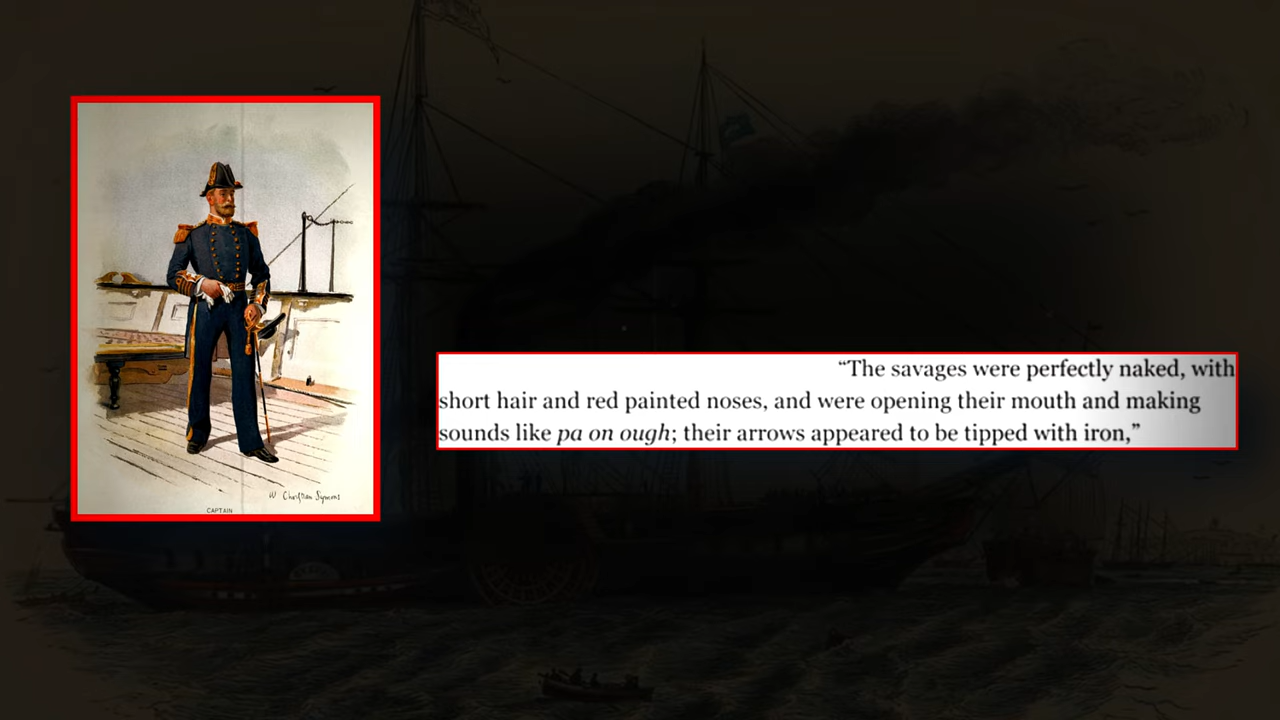 W Christian Symons
CAPTAIN
“The savages were perfectly naked, with
short hair and red painted noses, and were opening their mouth and making
sounds like pa on ough; their arrows appeared to be tipped with iron,”